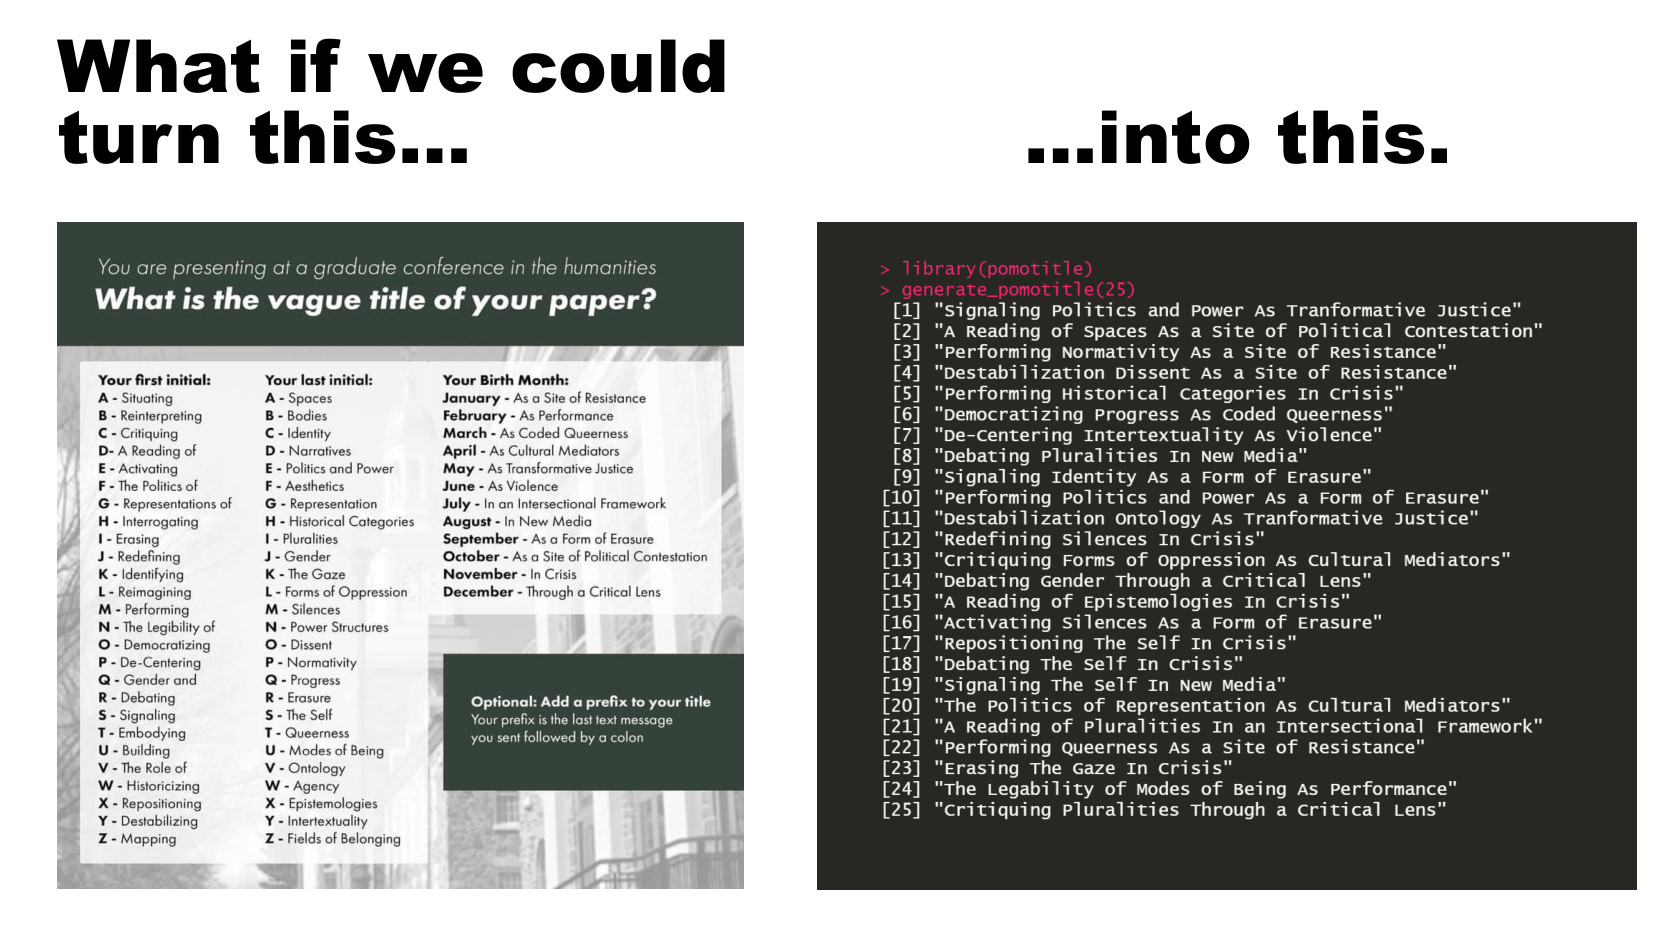 What if we could
turn this...
...into this.
You are presenting at a graduate conference in the humanities
What is the vague title of your paper?
Your first initial:
A - Situating
B - Reinterpreting
C - Critiquing
D- A Reading of
E - Activating
F - The Politics of
G - Representations of
H - Interrogating
I - Erasing
J - Redefining
K - Identifying
L - Reimagining
M - Performing
N - The Legibility of
O - Democratizing
P - De-Centering
Q - Gender and
R - Debating
S - Signaling
T - Embodying
U - Building
V - The Role of
W - Historicizing
X - Repositioning
Y - Destabilizing
Z - Mapping
Your last initial:
A - Spaces
B - Bodies
C - Identity
D - Narratives
E - Politics and Power
F - Aesthetics
G - Representation
H - Historical Categories
I - Pluralities
J - Gender
K - The Gaze
L - Forms of Oppression
M - Silences
N - Power Structures
O - Dissent
P - Normativity
Q - Progress
R - Erasure
S - The Self
T - Queerness
U - Modes of Being
V - Ontology
W - Agency
X - Epistemologies
Y - Intertextuality
Z - Fields of Belonging
Your Birth Month:
January - As a Site of Resistance
February - As Performance
March - As Coded Queerness
April - As Cultural Mediators
May - As Transformative Justice
June - As Violence
July - In an Intersectional Framework
August - In New Media
September - As a Form of Erasure
October - As a Site of Political Contestation
November - In Crisis
December - Through a Critical Lens
Optional: Add a prefix to your title
Your prefix is the last text message
you sent followed by a colon
> library(pomotitle)
> generate_pomotitle(25)
[1] "Signaling Politics and Power As Tranformative Justice"
[2] "A Reading of Spaces As a Site of Political Contestation"
[3] "Performing Normativity As a Site of Resistance"
[4] "Destabilization Dissent As a Site of Resistance"
[5] "Performing Historical Categories In Crisis"
[6] "Democratizing Progress As Coded Queerness"
[7] "De-Centering Intertextuality As Violence"
[8] "Debating Pluralities In New Media"
[9] "Signaling Identity As a Form of Erasure"
[10] "Performing Politics and Power As a Form of Erasure"
[11] "Destabilization Ontology As Tranformative Justice"
[12] "Redefining Silences In Crisis"
[13] "Critiquing Forms of Oppression As Cultural Mediators"
[14] "Debating Gender Through a Critical Lens"
[15] "A Reading of Epistemologies In Crisis"
[16] "Activating Silences As a Form of Erasure"
[17] "Repositioning The Self In Crisis"
[18] "Debating The Self In Crisis"
[19] "Signaling The Self In New Media"
[20] "The Politics of Representation As Cultural Mediators"
[21] "A Reading of Pluralities In an Intersectional Framework"
[22] "Performing Queerness As a Site of Resistance"
[23] "Erasing The Gaze In Crisis"
[24] "The Legability of Modes of Being As Performance"
[25] "Critiquing Pluralities Through a Critical Lens"